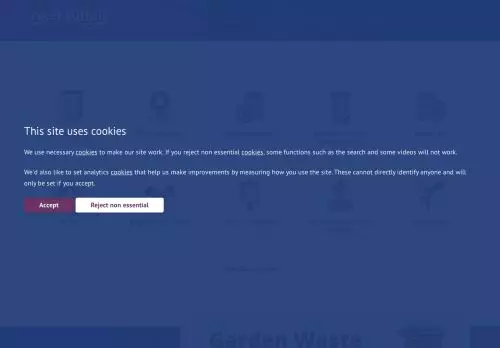 This site uses cookies
We use necessary cookies to make our site work. If you reject non essential cookies, some functions such as the search and some videos will not work.
We'd also like to set analytics cookies that help us make improvements by measuring how you use the site. These cannot directly identify anyone and will
only be set if you accept.
Accept
Reject non essential
Garden Waste